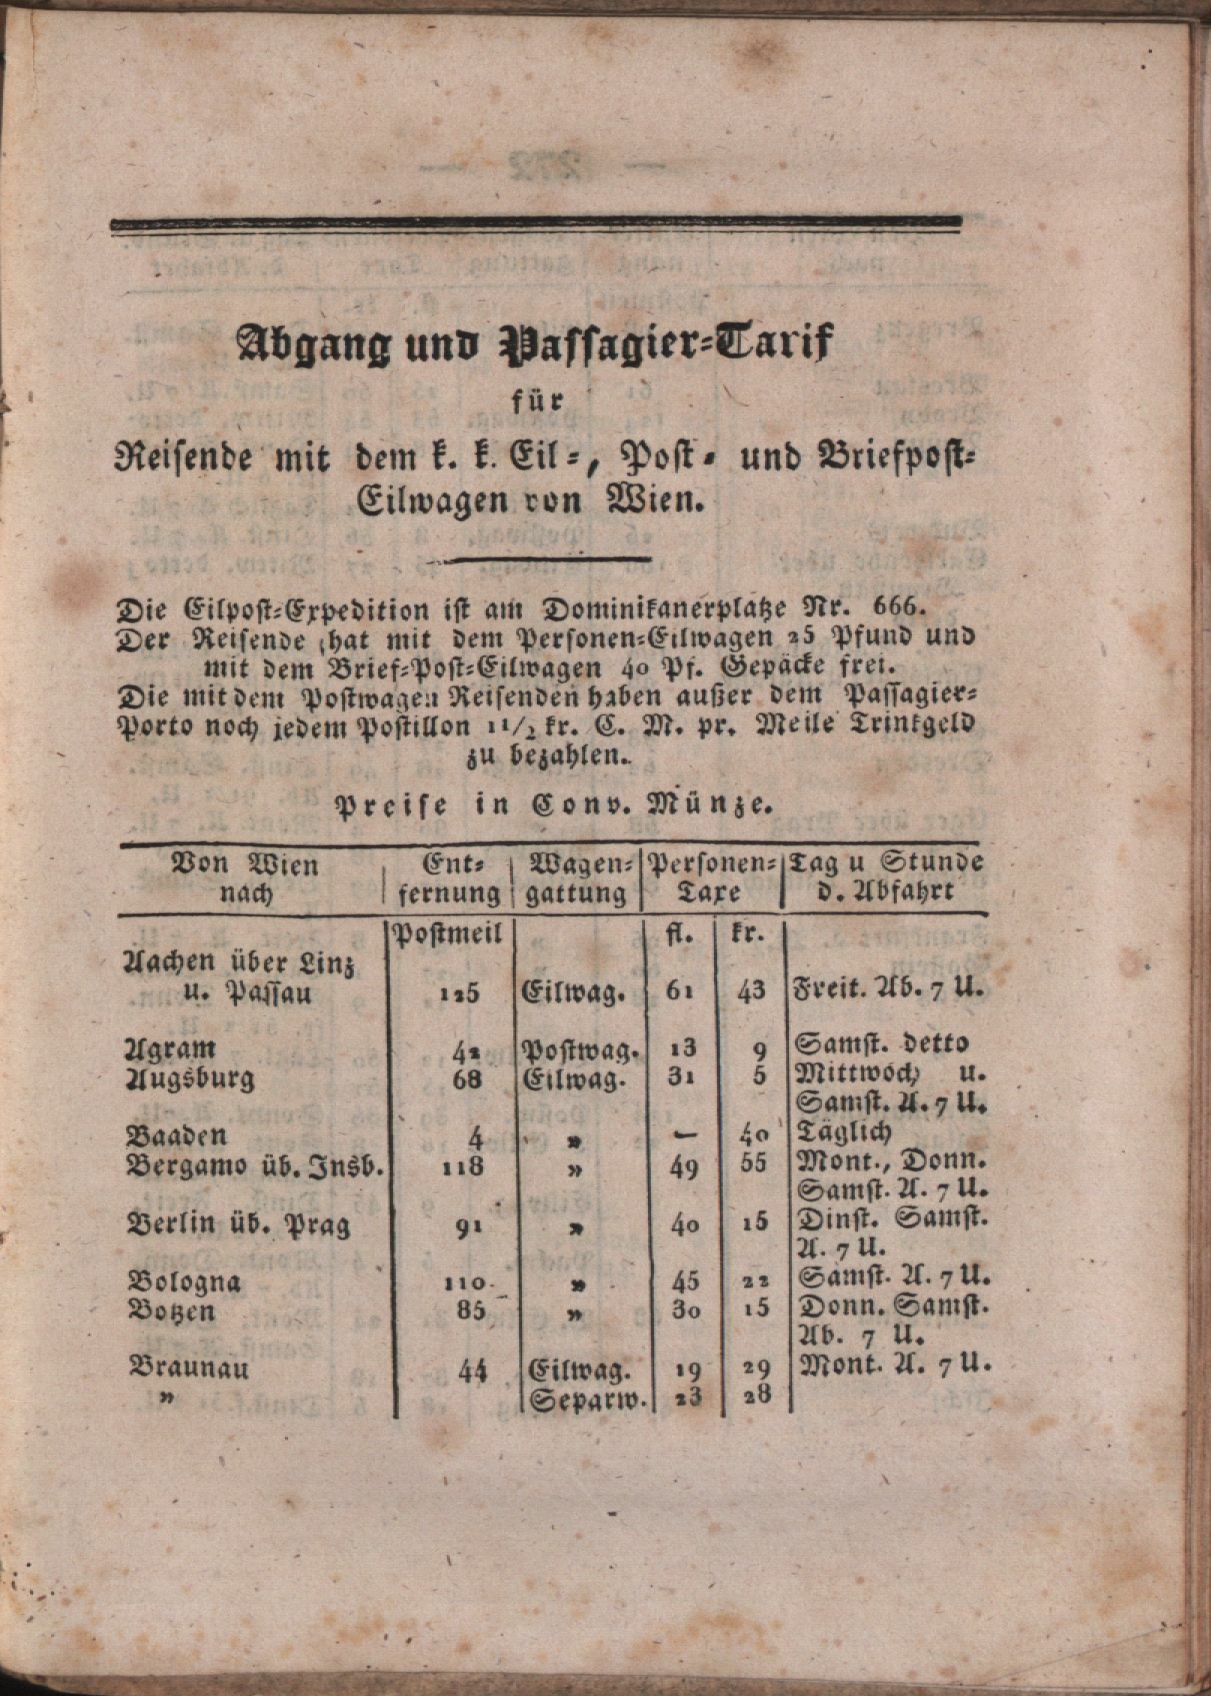 Abgang und Passagier-Tarif
für
Reisende mit dem k. k. Eil-, Post- und Briefpost-
Eilwagen von Wien.
Die Eilpost-Expedition ist am Dominikanerplatze Nr. 666.
Der Reisende hat mit dem Personen-Eilwagen 25 Pfund und
mit dem Brief-Post-Eilwagen 40 Pf. Gepäcke frei.
Die mit dem Postwagen Reisenden haben außer dem Passagier-
Porto noch jedem Postillon 11/2 kr. C. M. pr. Meile Trinkgeld
zu bezahlen.
Preise in Conv. Münze.
Von Wien Ent- Wagen- Personen- Tag u Stunde
nach fernung gattung Taxe d. Abfahrt
Postmeil fl. kr.
Aachen über Linz
u. Passau 125 Eilwag. 61 43 Freit. Ab. 7 U.
Agram 42 Postwag. 13 9 Samst. detto
Augsburg 68 Eilwag. 31 5 Mittwoch u.
Samst. A. 7 U.
Baaden 4 „ — 40 Täglich
Bergamo üb. Insb. 118 „ 49 55 Mont., Donn.
Samst. A. 7 U.
Berlin üb. Prag 91 „ 40 15 Dinst. Samst.
A. 7 U.
Bologna 110 „ 45 22 Samst. A. 7 U.
Botzen 85 „ 30 15 Donn. Samst.
Ab. 7 U.
Braunau 44 Eilwag. 19 29 Mont. A. 7 U.
„ Separw. 23 28